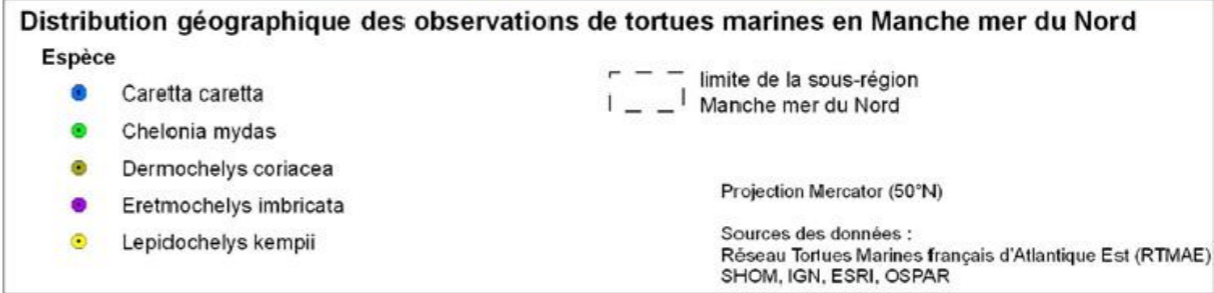 Distribution géographique des observations de tortues marines en Manche mer du Nord
Espèce
Caretta caretta
Chelonia mydas
Dermochelys coriacea
Eretmochelys imbricata
Lepidochelys kempii
limite de la sous-région
Manche mer du Nord
Projection Mercator (50°N)
Sources des données :
Réseau Tortues Marines français d'Atlantique Est (RTMAE)
SHOM, IGN, ESRI, OSPAR